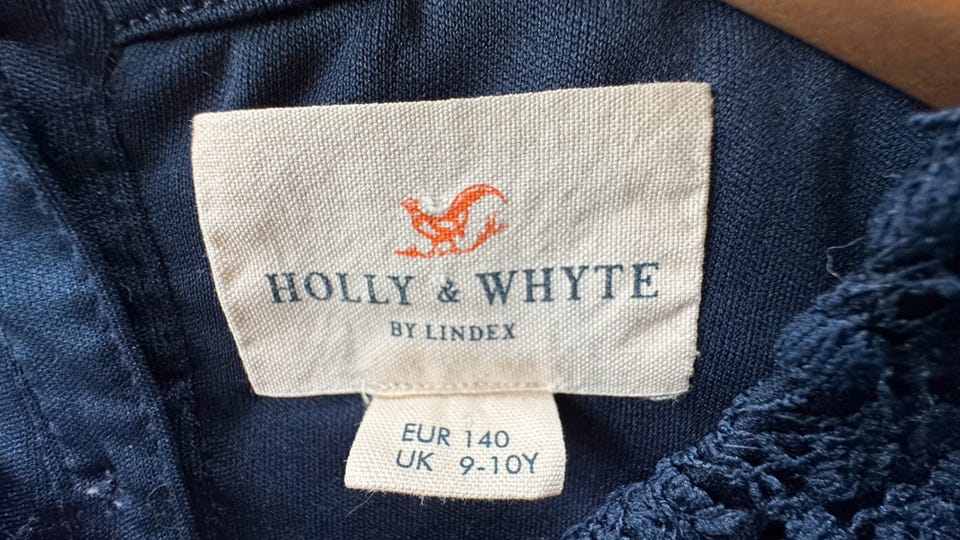 HOLLY & WHYTE
BY LINDEX
EUR 140
UK 9-10Y